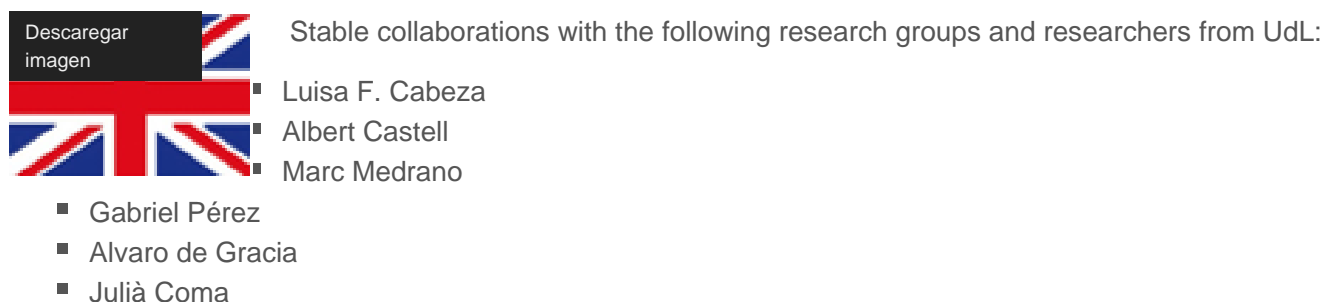 Descaregar
imagen
Stable collaborations with the following research groups and researchers from UdL:
Luisa F. Cabeza
Albert Castell
Marc Medrano
Gabriel Pérez
Alvaro de Gracia
Julià Coma